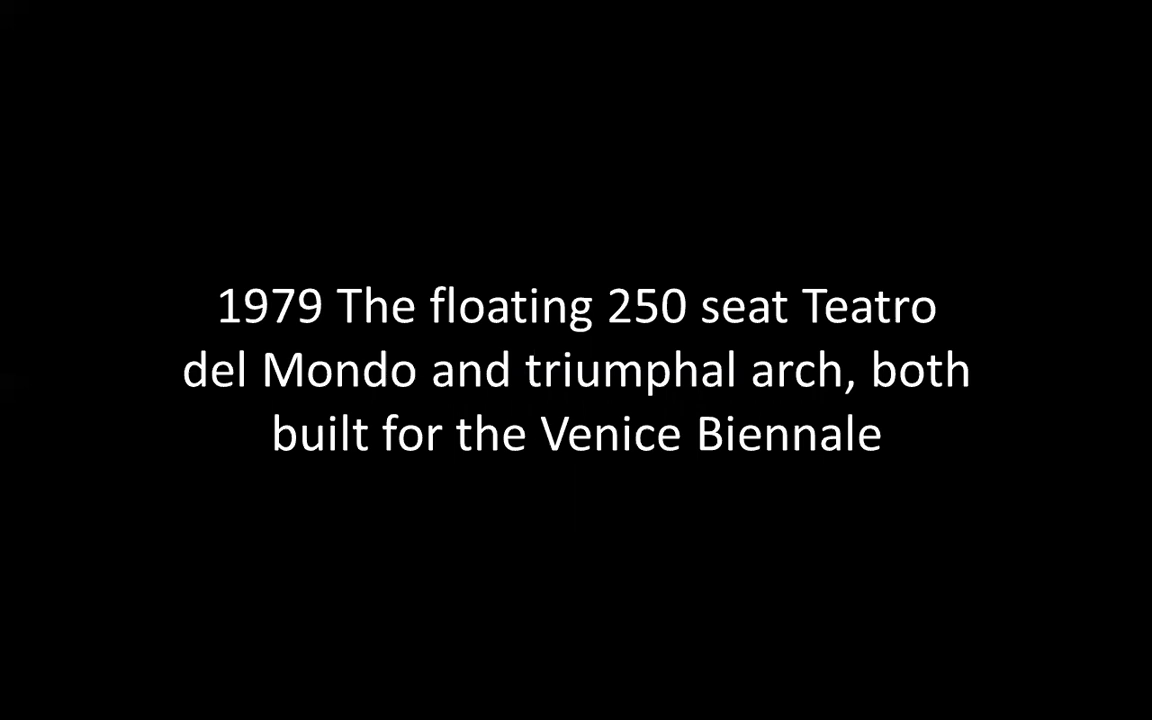 1979 The floating 250 seat Teatro
del Mondo and triumphal arch, both
built for the Venice Biennale